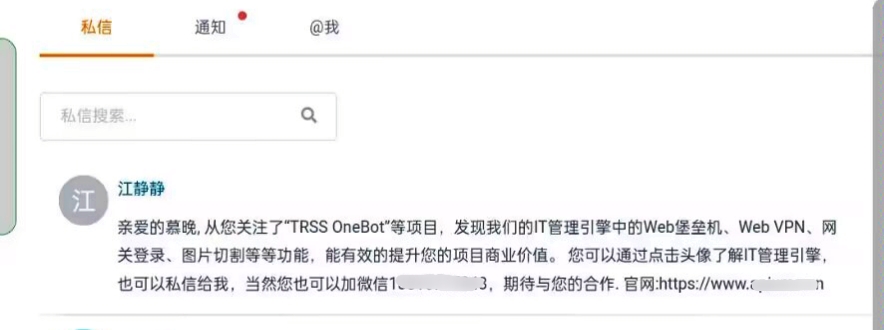 私信 通知 @我
私信搜索...
江 江静静
亲爱的慕晚, 从您关注了“TRSS OneBot”等项目，发现我们的IT管理引擎中的Web堡垒机、Web VPN、网
关登录、图片切割等等功能，能有效的提升您的项目商业价值。 您可以通过点击头像了解IT管理引擎，
也可以私信给我，当然您也可以加微信，期待与您的合作. 官网:https://www.